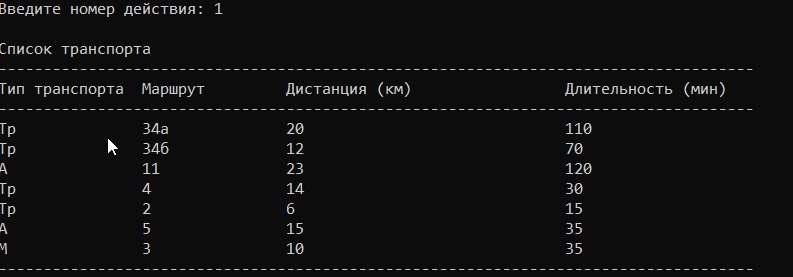 Введите номер действия: 1
Список транспорта
------------------------------------------------------------------------------------
Тип транспорта Маршрут Дистанция (км) Длительность (мин)
------------------------------------------------------------------------------------
Тр 34а 20 110
Тр 34б 12 70
А 11 23 120
Тр 4 14 30
Тр 2 6 15
А 5 15 35
М 3 10 35
------------------------------------------------------------------------------------